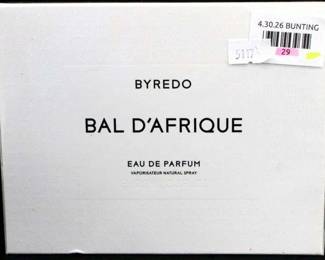 4.30.26 BUNTING
29
5117
BYREDO
BAL D'AFRIQUE
EAU DE PARFUM
VAPORISATEUR NATURAL SPRAY